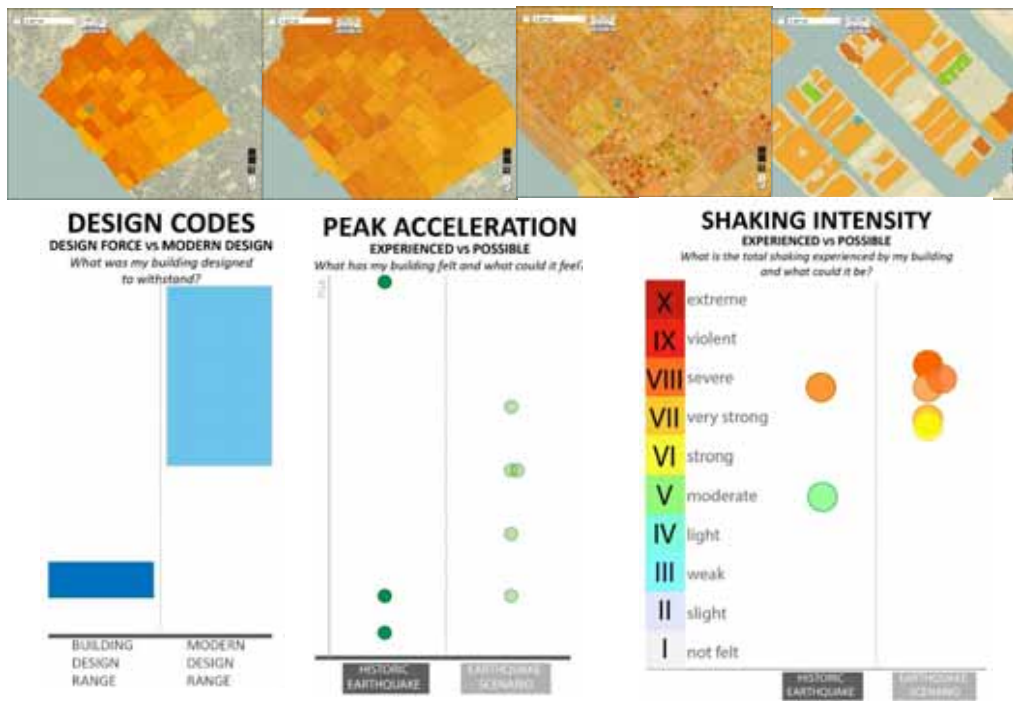 DESIGN CODES
DESIGN FORCE vs MODERN DESIGN
What was my building designed
to withstand?
BUILDING
DESIGN
RANGE
MODERN
DESIGN
RANGE
PEAK ACCELERATION
EXPERIENCED vs POSSIBLE
What has my building felt and what could it feel?
HISTORIC
EARTHQUAKE
EARTHQUAKE
SCENARIO
SHAKING INTENSITY
EXPERIENCED vs POSSIBLE
What is the total shaking experienced by my building
and what could it be?
X extreme
IX violent
VIII severe
VII very strong
VI strong
V moderate
IV light
III weak
II slight
I not felt
HISTORIC
EARTHQUAKE
EARTHQUAKE
SCENARIO